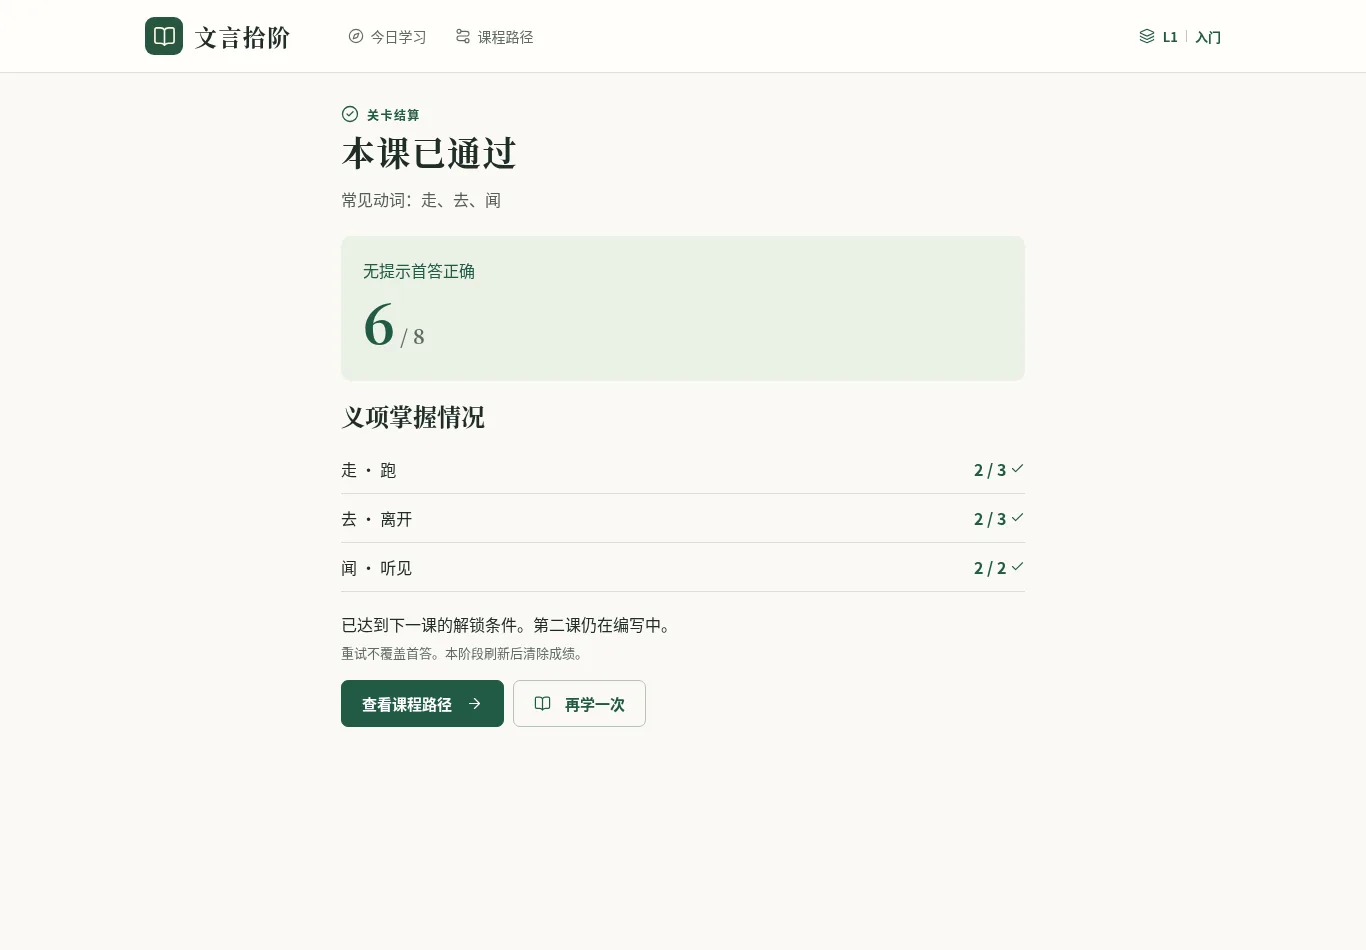 文言拾阶
今日学习
课程路径
L1
入门
关卡结算
本课已通过
常见动词：走、去、闻
无提示首答正确
6 / 8
义项掌握情况
走 · 跑 2 / 3
去 · 离开 2 / 3
闻 · 听见 2 / 2
已达到下一课的解锁条件。第二课仍在编写中。
重试不覆盖首答。本阶段刷新后清除成绩。
查看课程路径
再学一次